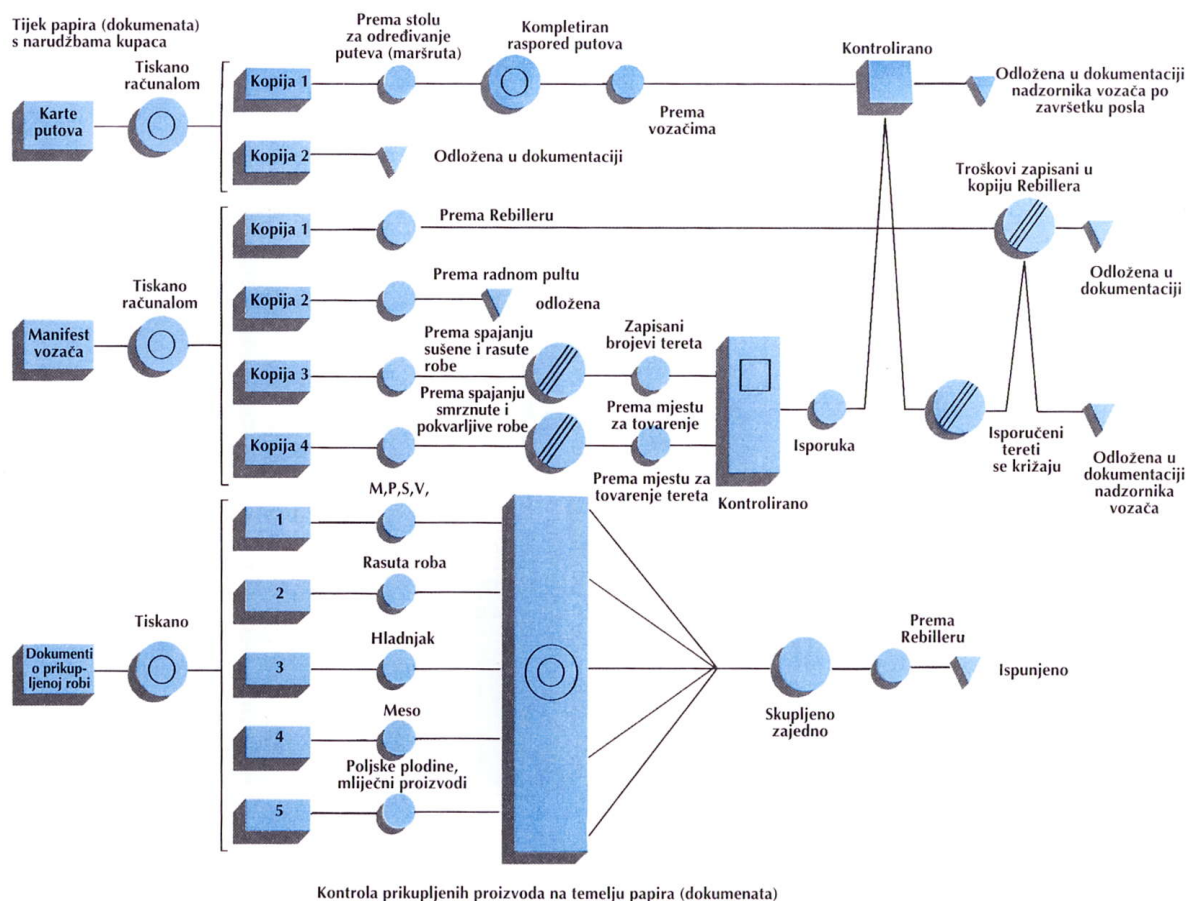 Tijek papira (dokumenata)
s narudžbama kupaca
Karte
putova
Tiskano
računalom
Kopija 1
Prema stolu
za određivanje
puteva (maršruta)
Kompletiran
raspored putova
Prema
vozačima
Kontrolirano
Odložena u dokumentaciji
nadzornika vozača po
završetku posla
Kopija 2
Odložena u dokumentaciji
Manifest
vozača
Tiskano
računalom
Kopija 1
Prema Rebilleru
Troškovi zapisani u
kopiju Rebillera
Odložena u
dokumentaciji
Kopija 2
Prema radnom pultu
odložena
Kopija 3
Prema spajanju
sušene i rasute
robe
Zapisani
brojevi tereta
Kopija 4
Prema spajanju
smrznute i
pokvarljive robe
Prema mjestu
za tovarenje
Prema mjestu za
tovarenje tereta
Kontrolirano
Isporuka
Isporučeni
tereti
se križaju
Odložena u
dokumentaciji
nadzornika
vozača
Dokumenti
o prikup-
ljenoj robi
Tiskano
1
M,P,S,V,
2
Rasuta roba
3
Hladnjak
4
Meso
5
Poljske plodine,
mliječni proizvodi
Skupljeno
zajedno
Prema
Rebilleru
Ispunjeno
Kontrola prikupljenih proizvoda na temelju papira (dokumenata)